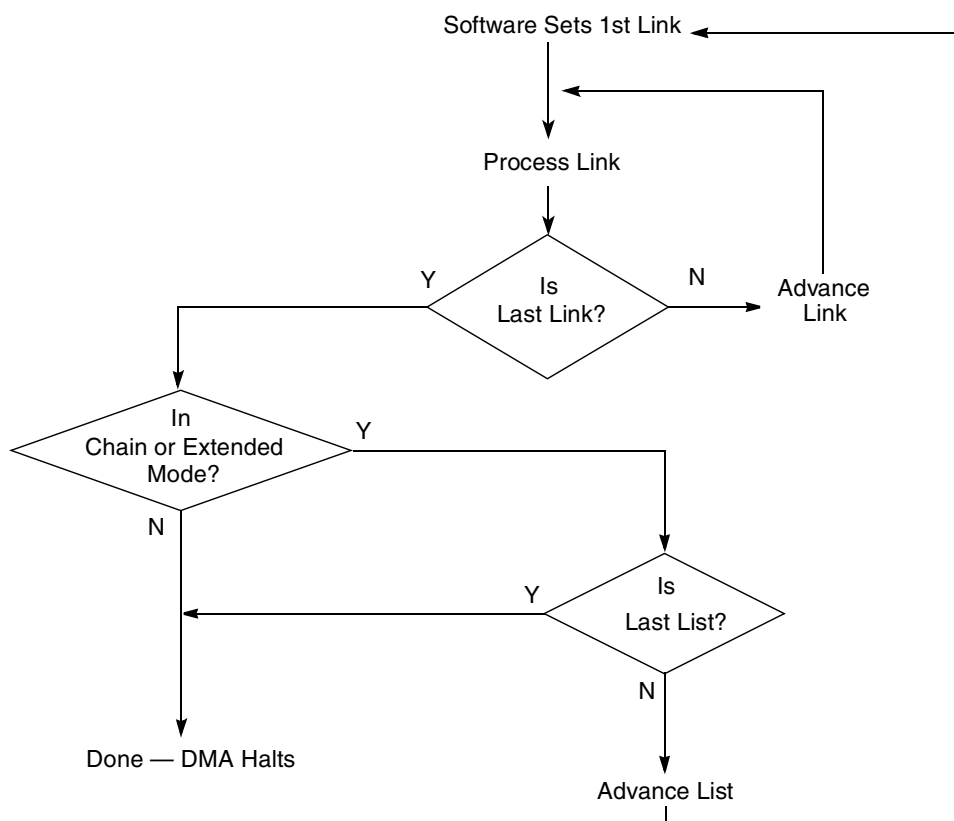 Software Sets 1st Link
Process Link
Y
Is
Last Link?
N
Advance
Link
In
Chain or Extended
Mode?
Y
N
Is
Last List?
Y
N
Done — DMA Halts
Advance List